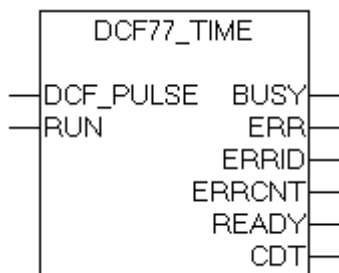 DCF77_TIME
DCF_PULSE BUSY
RUN ERR
ERRID
ERRCNT
READY
CDT